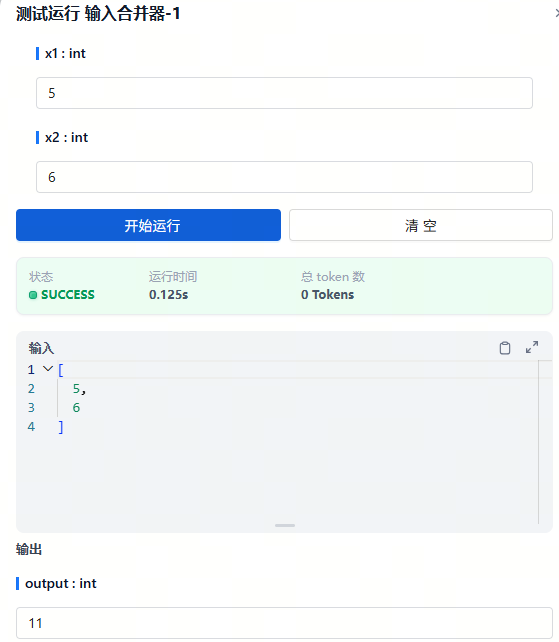 测试运行 输入合并器-1
x1 : int
5
x2 : int
6
开始运行 清 空
状态 运行时间 总 token 数
SUCCESS 0.125s 0 Tokens
输入
1 [
2 5,
3 6
4 ]
输出
output : int
11